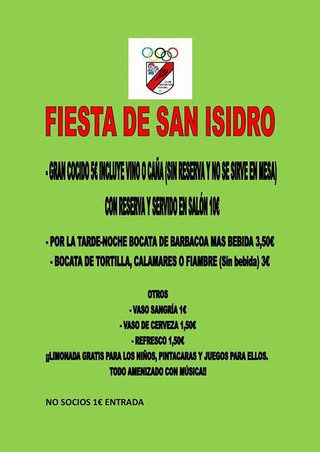 FIESTA DE SAN ISIDRO
- GRAN COCIDO 5€ INCLUYE VINO O CAÑA (SIN RESERVA Y NO SE SIRVE EN MESA)
CON RESERVA Y SERVIDO EN SALÓN 10€
- POR LA TARDE-NOCHE BOCATA DE BARBACOA MAS BEBIDA 3,50€
- BOCATA DE TORTILLA, CALAMARES O FIAMBRE (Sin bebida) 3€
OTROS
- VASO SANGRÍA 1€
- VASO DE CERVEZA 1,50€
- REFRESCO 1,50€
¡¡LIMONADA GRATIS PARA LOS NIÑOS, PINTACARAS Y JUEGOS PARA ELLOS.
TODO AMENIZADO CON MÚSICA!!
NO SOCIOS 1€ ENTRADA